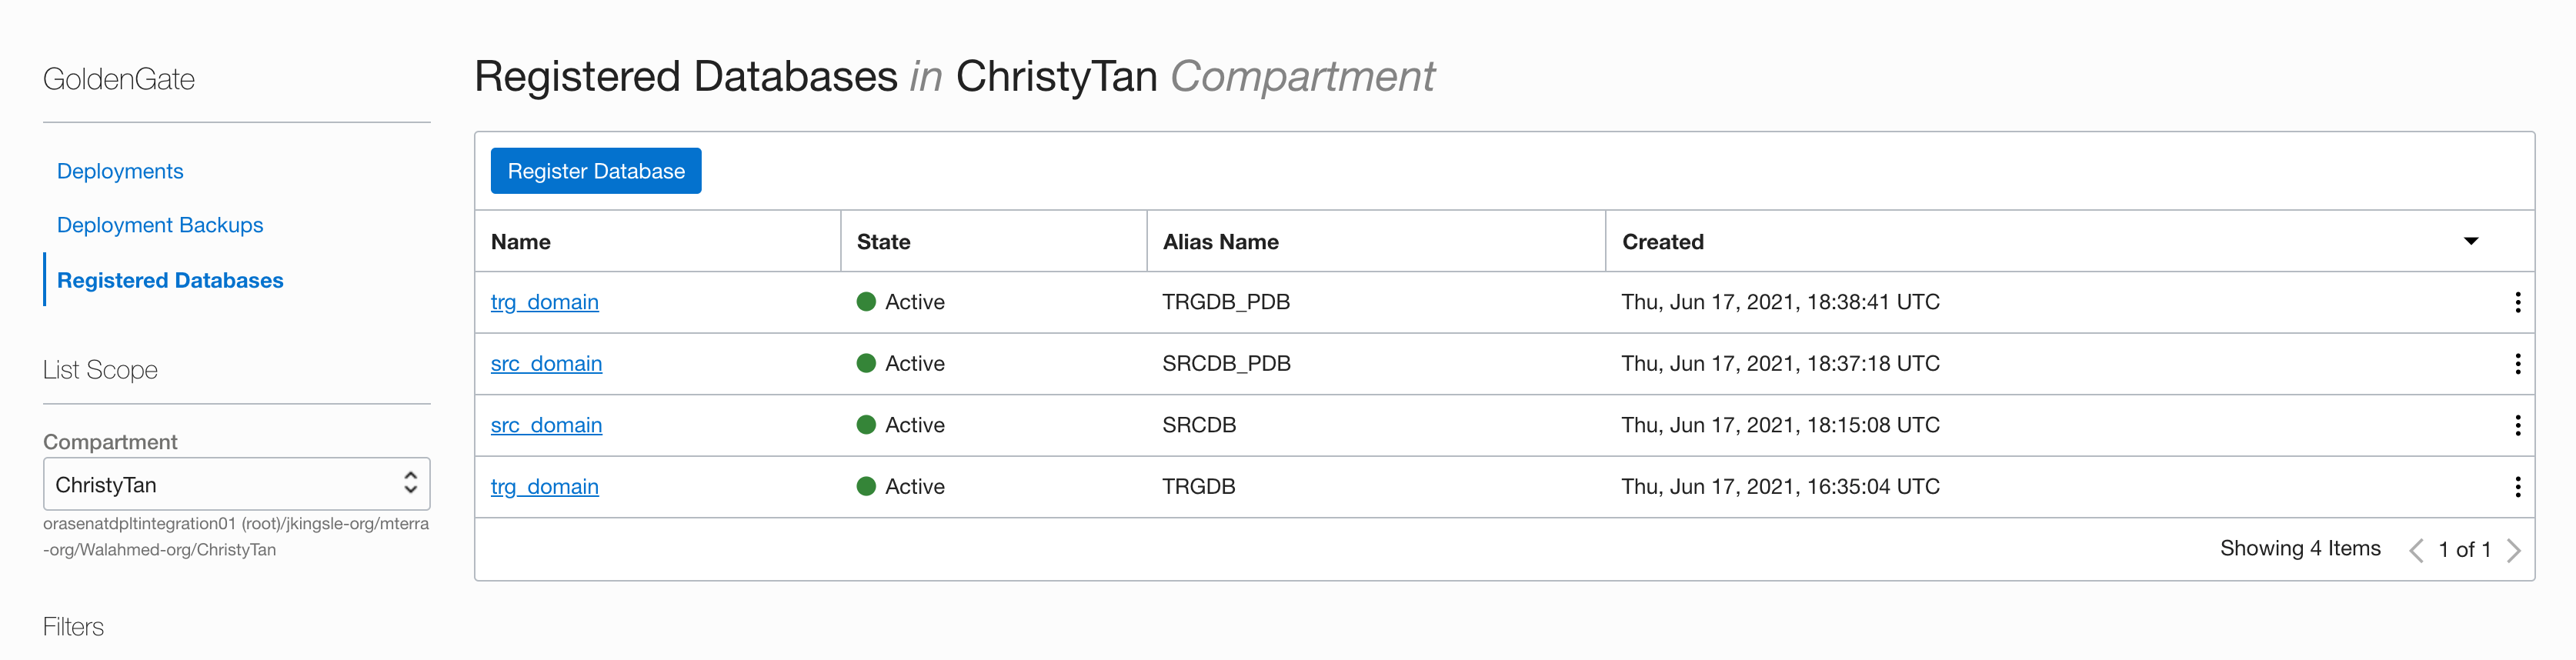 GoldenGate
Deployments
Deployment Backups
Registered Databases
List Scope
Compartment
ChristyTan
orasenatdpltintegration01 (root)/jkingsle-org/mterra
-org/Walahmed-org/ChristyTan
Filters
Registered Databases in ChristyTan Compartment
Register Database
Name State Alias Name Created
trg_domain Active TRGDB_PDB Thu, Jun 17, 2021, 18:38:41 UTC
src_domain Active SRCDB_PDB Thu, Jun 17, 2021, 18:37:18 UTC
src_domain Active SRCDB Thu, Jun 17, 2021, 18:15:08 UTC
trg_domain Active TRGDB Thu, Jun 17, 2021, 16:35:04 UTC
Showing 4 Items 1 of 1